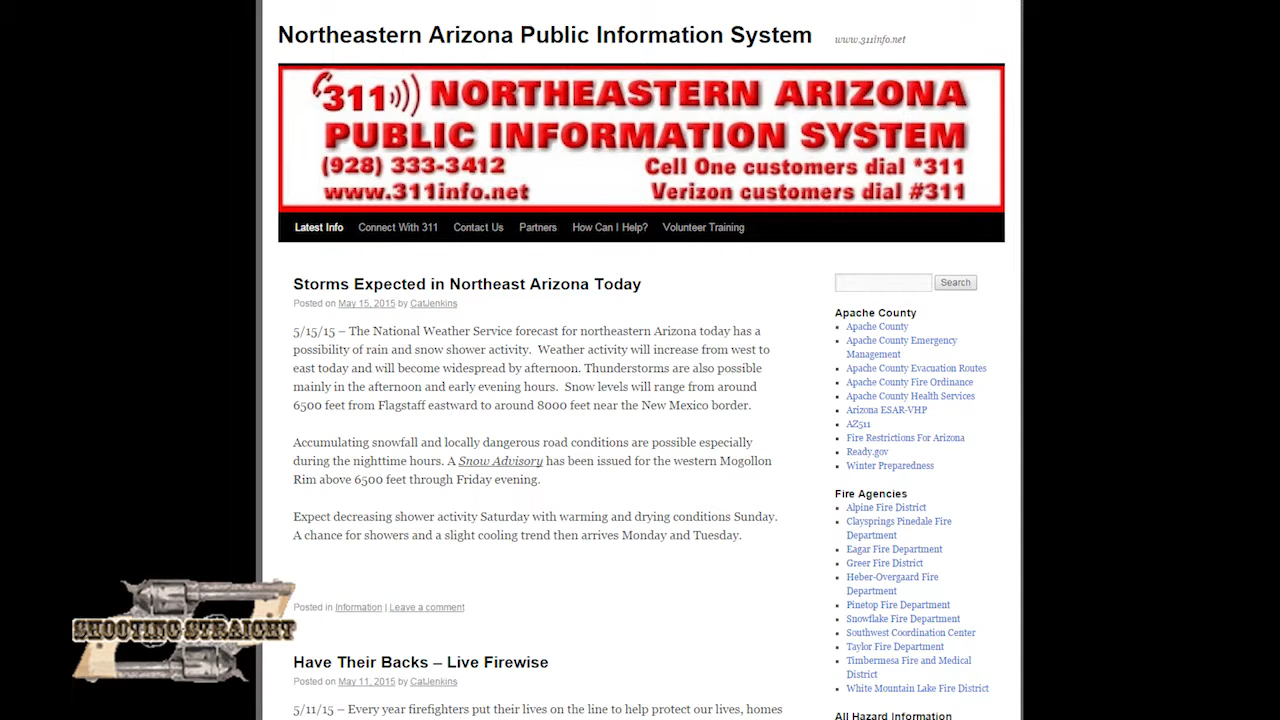 Northeastern Arizona Public Information System
www.311info.net
311 NORTHEASTERN ARIZONA
PUBLIC INFORMATION SYSTEM
(928) 333-3412
Cell One customers dial *311
www.311info.net
Verizon customers dial #311
Latest Info Connect With 311 Contact Us Partners How Can I Help? Volunteer Training
Storms Expected in Northeast Arizona Today
Posted on May 15, 2015 by CatJenkins
5/15/15 – The National Weather Service forecast for northeastern Arizona today has a
possibility of rain and snow shower activity.  Weather activity will increase from west to
east today and will become widespread by afternoon. Thunderstorms are also possible
mainly in the afternoon and early evening hours.  Snow levels will range from around
6500 feet from Flagstaff eastward to around 8000 feet near the New Mexico border.
Accumulating snowfall and locally dangerous road conditions are possible especially
during the nighttime hours. A Snow Advisory has been issued for the western Mogollon
Rim above 6500 feet through Friday evening.
Expect decreasing shower activity Saturday with warming and drying conditions Sunday.
A chance for showers and a slight cooling trend then arrives Monday and Tuesday.
Posted in Information | Leave a comment
Have Their Backs – Live Firewise
Posted on May 11, 2015 by CatJenkins
5/11/15 – Every year firefighters put their lives on the line to help protect our lives, homes
Search
Apache County
Apache County
Apache County Emergency
Management
Apache County Evacuation Routes
Apache County Fire Ordinance
Apache County Health Services
Arizona ESAR-VHP
AZ511
Fire Restrictions For Arizona
Ready.gov
Winter Preparedness
Fire Agencies
Alpine Fire District
Claysprings Pinedale Fire
Department
Eagar Fire Department
Greer Fire District
Heber-Overgaard Fire
Department
Pinetop Fire Department
Snowflake Fire Department
Southwest Coordination Center
Taylor Fire Department
Timbermesa Fire and Medical
District
White Mountain Lake Fire District
All Hazard Information
SHOOTING STRAIGHT